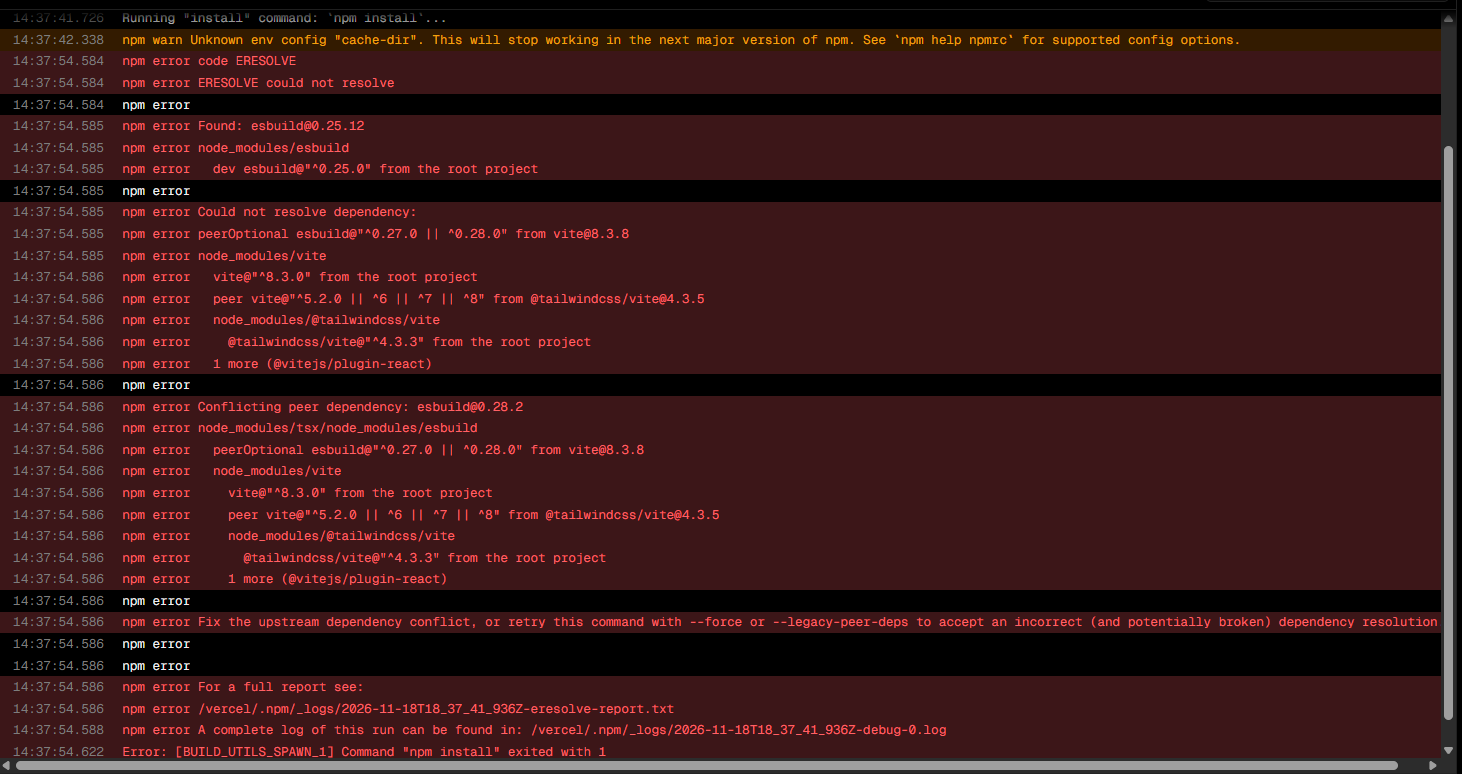 14:37:41.726 Running "install" command: `npm install`...
14:37:42.338 npm warn Unknown env config "cache-dir". This will stop working in the next major version of npm. See `npm help npmrc` for supported config options.
14:37:54.584 npm error code ERESOLVE
14:37:54.584 npm error ERESOLVE could not resolve
14:37:54.584 npm error
14:37:54.585 npm error Found: esbuild@0.25.12
14:37:54.585 npm error node_modules/esbuild
14:37:54.585 npm error   dev esbuild@"^0.25.0" from the root project
14:37:54.585 npm error
14:37:54.585 npm error Could not resolve dependency:
14:37:54.585 npm error peerOptional esbuild@"^0.27.0 || ^0.28.0" from vite@8.3.8
14:37:54.585 npm error node_modules/vite
14:37:54.586 npm error   vite@"^8.3.0" from the root project
14:37:54.586 npm error   peer vite@"^5.2.0 || ^6 || ^7 || ^8" from @tailwindcss/vite@4.3.5
14:37:54.586 npm error   node_modules/@tailwindcss/vite
14:37:54.586 npm error     @tailwindcss/vite@"^4.3.3" from the root project
14:37:54.586 npm error   1 more (@vitejs/plugin-react)
14:37:54.586 npm error
14:37:54.586 npm error Conflicting peer dependency: esbuild@0.28.2
14:37:54.586 npm error node_modules/tsx/node_modules/esbuild
14:37:54.586 npm error   peerOptional esbuild@"^0.27.0 || ^0.28.0" from vite@8.3.8
14:37:54.586 npm error   node_modules/vite
14:37:54.586 npm error     vite@"^8.3.0" from the root project
14:37:54.586 npm error     peer vite@"^5.2.0 || ^6 || ^7 || ^8" from @tailwindcss/vite@4.3.5
14:37:54.586 npm error     node_modules/@tailwindcss/vite
14:37:54.586 npm error       @tailwindcss/vite@"^4.3.3" from the root project
14:37:54.586 npm error     1 more (@vitejs/plugin-react)
14:37:54.586 npm error
14:37:54.586 npm error Fix the upstream dependency conflict, or retry this command with --force or --legacy-peer-deps to accept an incorrect (and potentially broken) dependency resolution
14:37:54.586 npm error
14:37:54.586 npm error
14:37:54.586 npm error For a full report see:
14:37:54.586 npm error /vercel/.npm/_logs/2026-11-18T18_37_41_936Z-eresolve-report.txt
14:37:54.588 npm error A complete log of this run can be found in: /vercel/.npm/_logs/2026-11-18T18_37_41_936Z-debug-0.log
14:37:54.622 Error: [BUILD_UTILS_SPAWN_1] Command "npm install" exited with 1